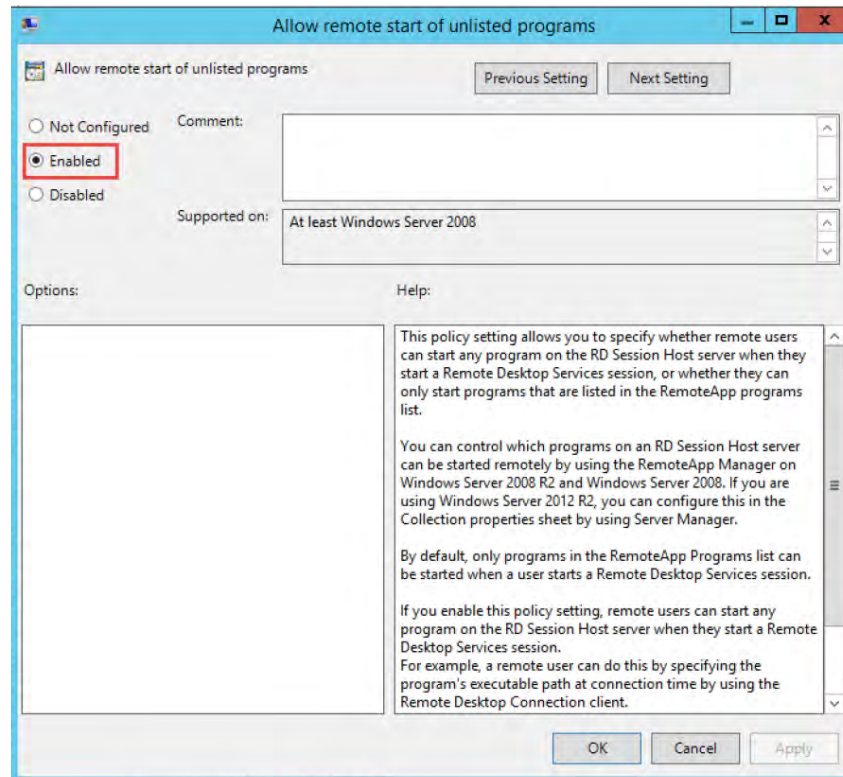 Allow remote start of unlisted programs
Allow remote start of unlisted programs
Previous Setting
Next Setting
Not Configured
Comment:
Enabled
Disabled
Supported on:
At least Windows Server 2008
Options:
Help:
This policy setting allows you to specify whether remote users
can start any program on the RD Session Host server when they
start a Remote Desktop Services session, or whether they can
only start programs that are listed in the RemoteApp programs
list.
You can control which programs on an RD Session Host server
can be started remotely by using the RemoteApp Manager on
Windows Server 2008 R2 and Windows Server 2008. If you are
using Windows Server 2012 R2, you can configure this in the
Collection properties sheet by using Server Manager.
By default, only programs in the RemoteApp Programs list can
be started when a user starts a Remote Desktop Services session.
If you enable this policy setting, remote users can start any
program on the RD Session Host server when they start a Remote
Desktop Services session.
For example, a remote user can do this by specifying the
program's executable path at connection time by using the
Remote Desktop Connection client.
OK
Cancel
Apply